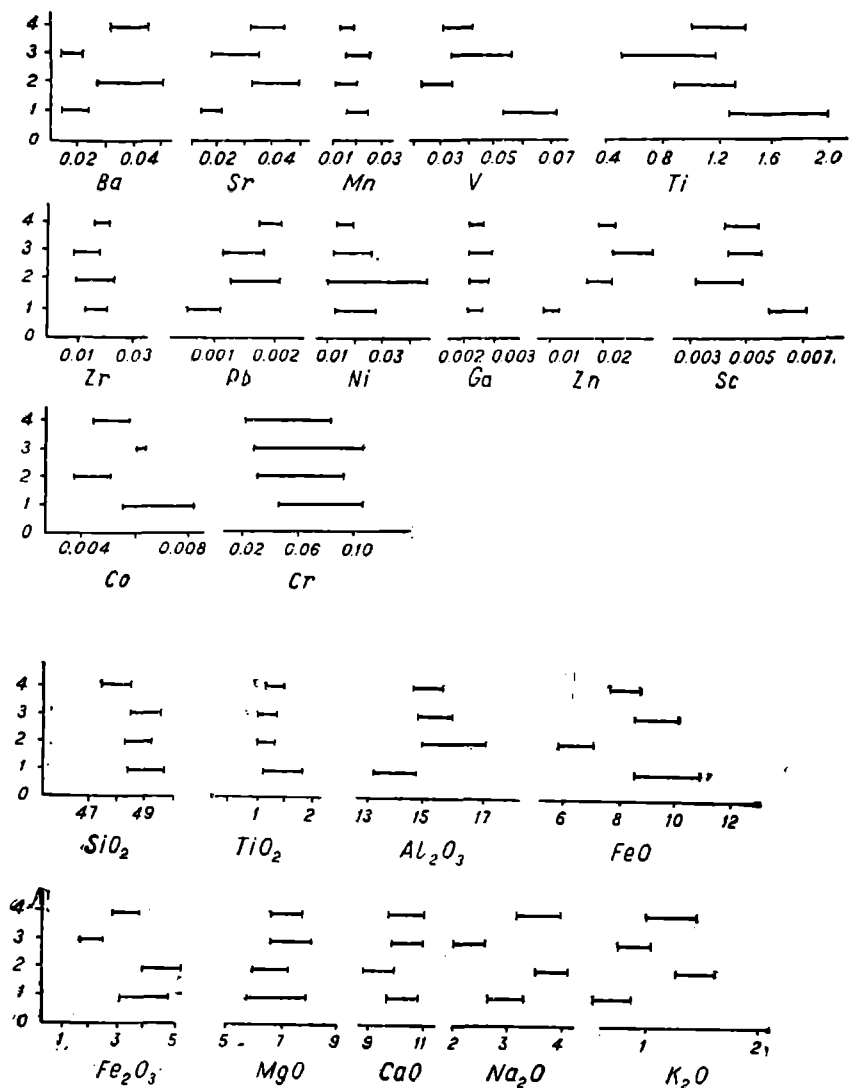 4
3
2
1
0
0.02 0.04 0.02 0.04 0.01 0.03 0.03 0.05 0.07 0.4 0.8 1.2 1.6 2.0
Ba Sr Mn V Ti
4
3
2
1
0
0.01 0.03 0.001 0.002 0.01 0.03 0.002 0.003 0.01 0.02 0.003 0.005 0.007
Zr Pb Ni Ga Zn Sc
4
3
2
1
0
0.004 0.008 0.02 0.06 0.10
Co Cr
4
3
2
1
0
47 49 1 2 13 15 17 6 8 10 12
SiO₂ TiO₂ Al₂O₃ FeO
4
3
2
1
0
1 3 5 5 7 9 9 11 2 3 4 1 2
Fe₂O₃ MgO CaO Na₂O K₂O